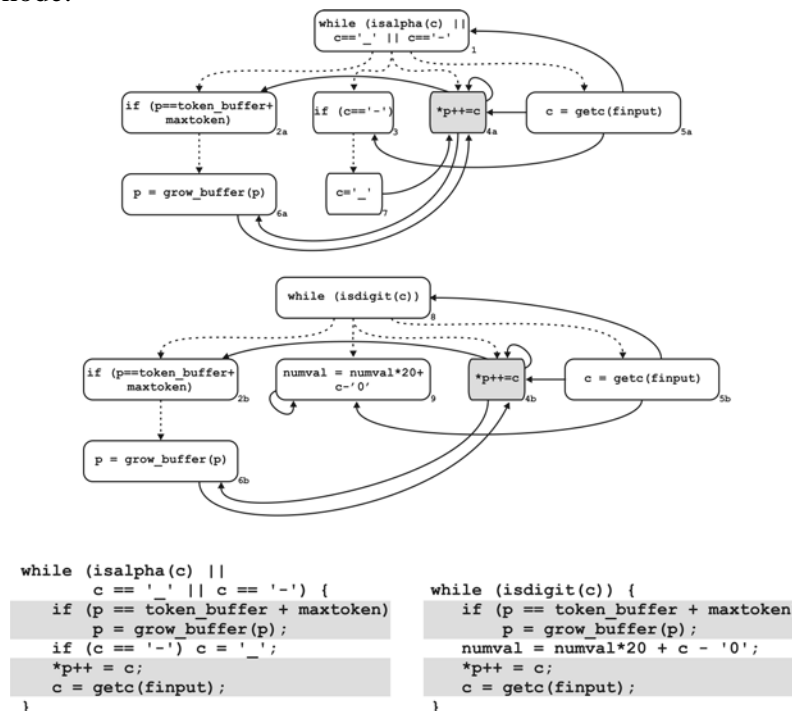 while (isalpha(c) ||
c=='_' || c=='-'
1
if (p==token_buffer+
maxtoken)
2a
if (c=='-')
3
*p++=c
4a
c = getc(finput)
5a
p = grow_buffer(p)
6a
c='_'
7
while (isdigit(c))
8
if (p==token_buffer+
maxtoken)
2b
numval = numval*20+
c-'0'
9
*p++=c
4b
c = getc(finput)
5b
p = grow_buffer(p)
6b
while (isalpha(c) ||
c == '_' || c == '-') {
if (p == token_buffer + maxtoken)
p = grow_buffer(p);
if (c == '-') c = '_';
*p++ = c;
c = getc(finput);
}
while (isdigit(c)) {
if (p == token_buffer + maxtoken
p = grow_buffer(p);
numval = numval*20 + c - '0';
*p++ = c;
c = getc(finput);
}